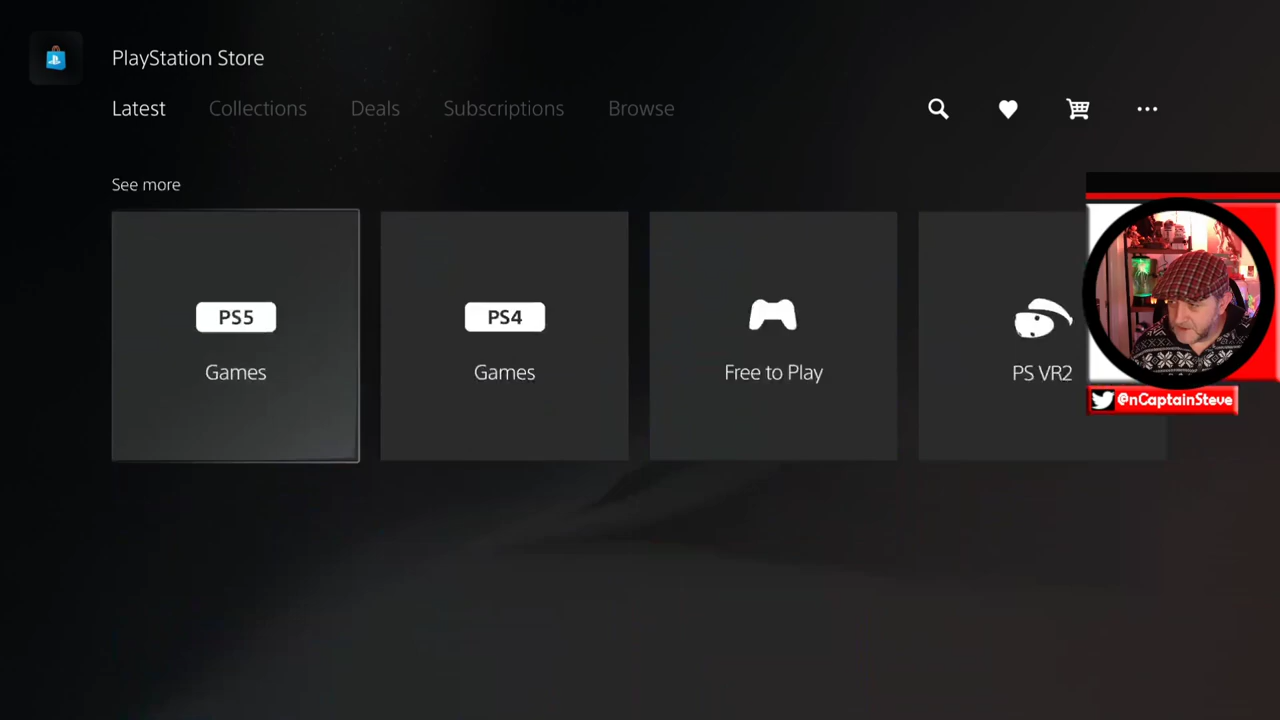 PlayStation Store
Latest Collections Deals Subscriptions Browse
See more
PS5
Games
PS4
Games
Free to Play
PS VR2
@nCaptainSteve